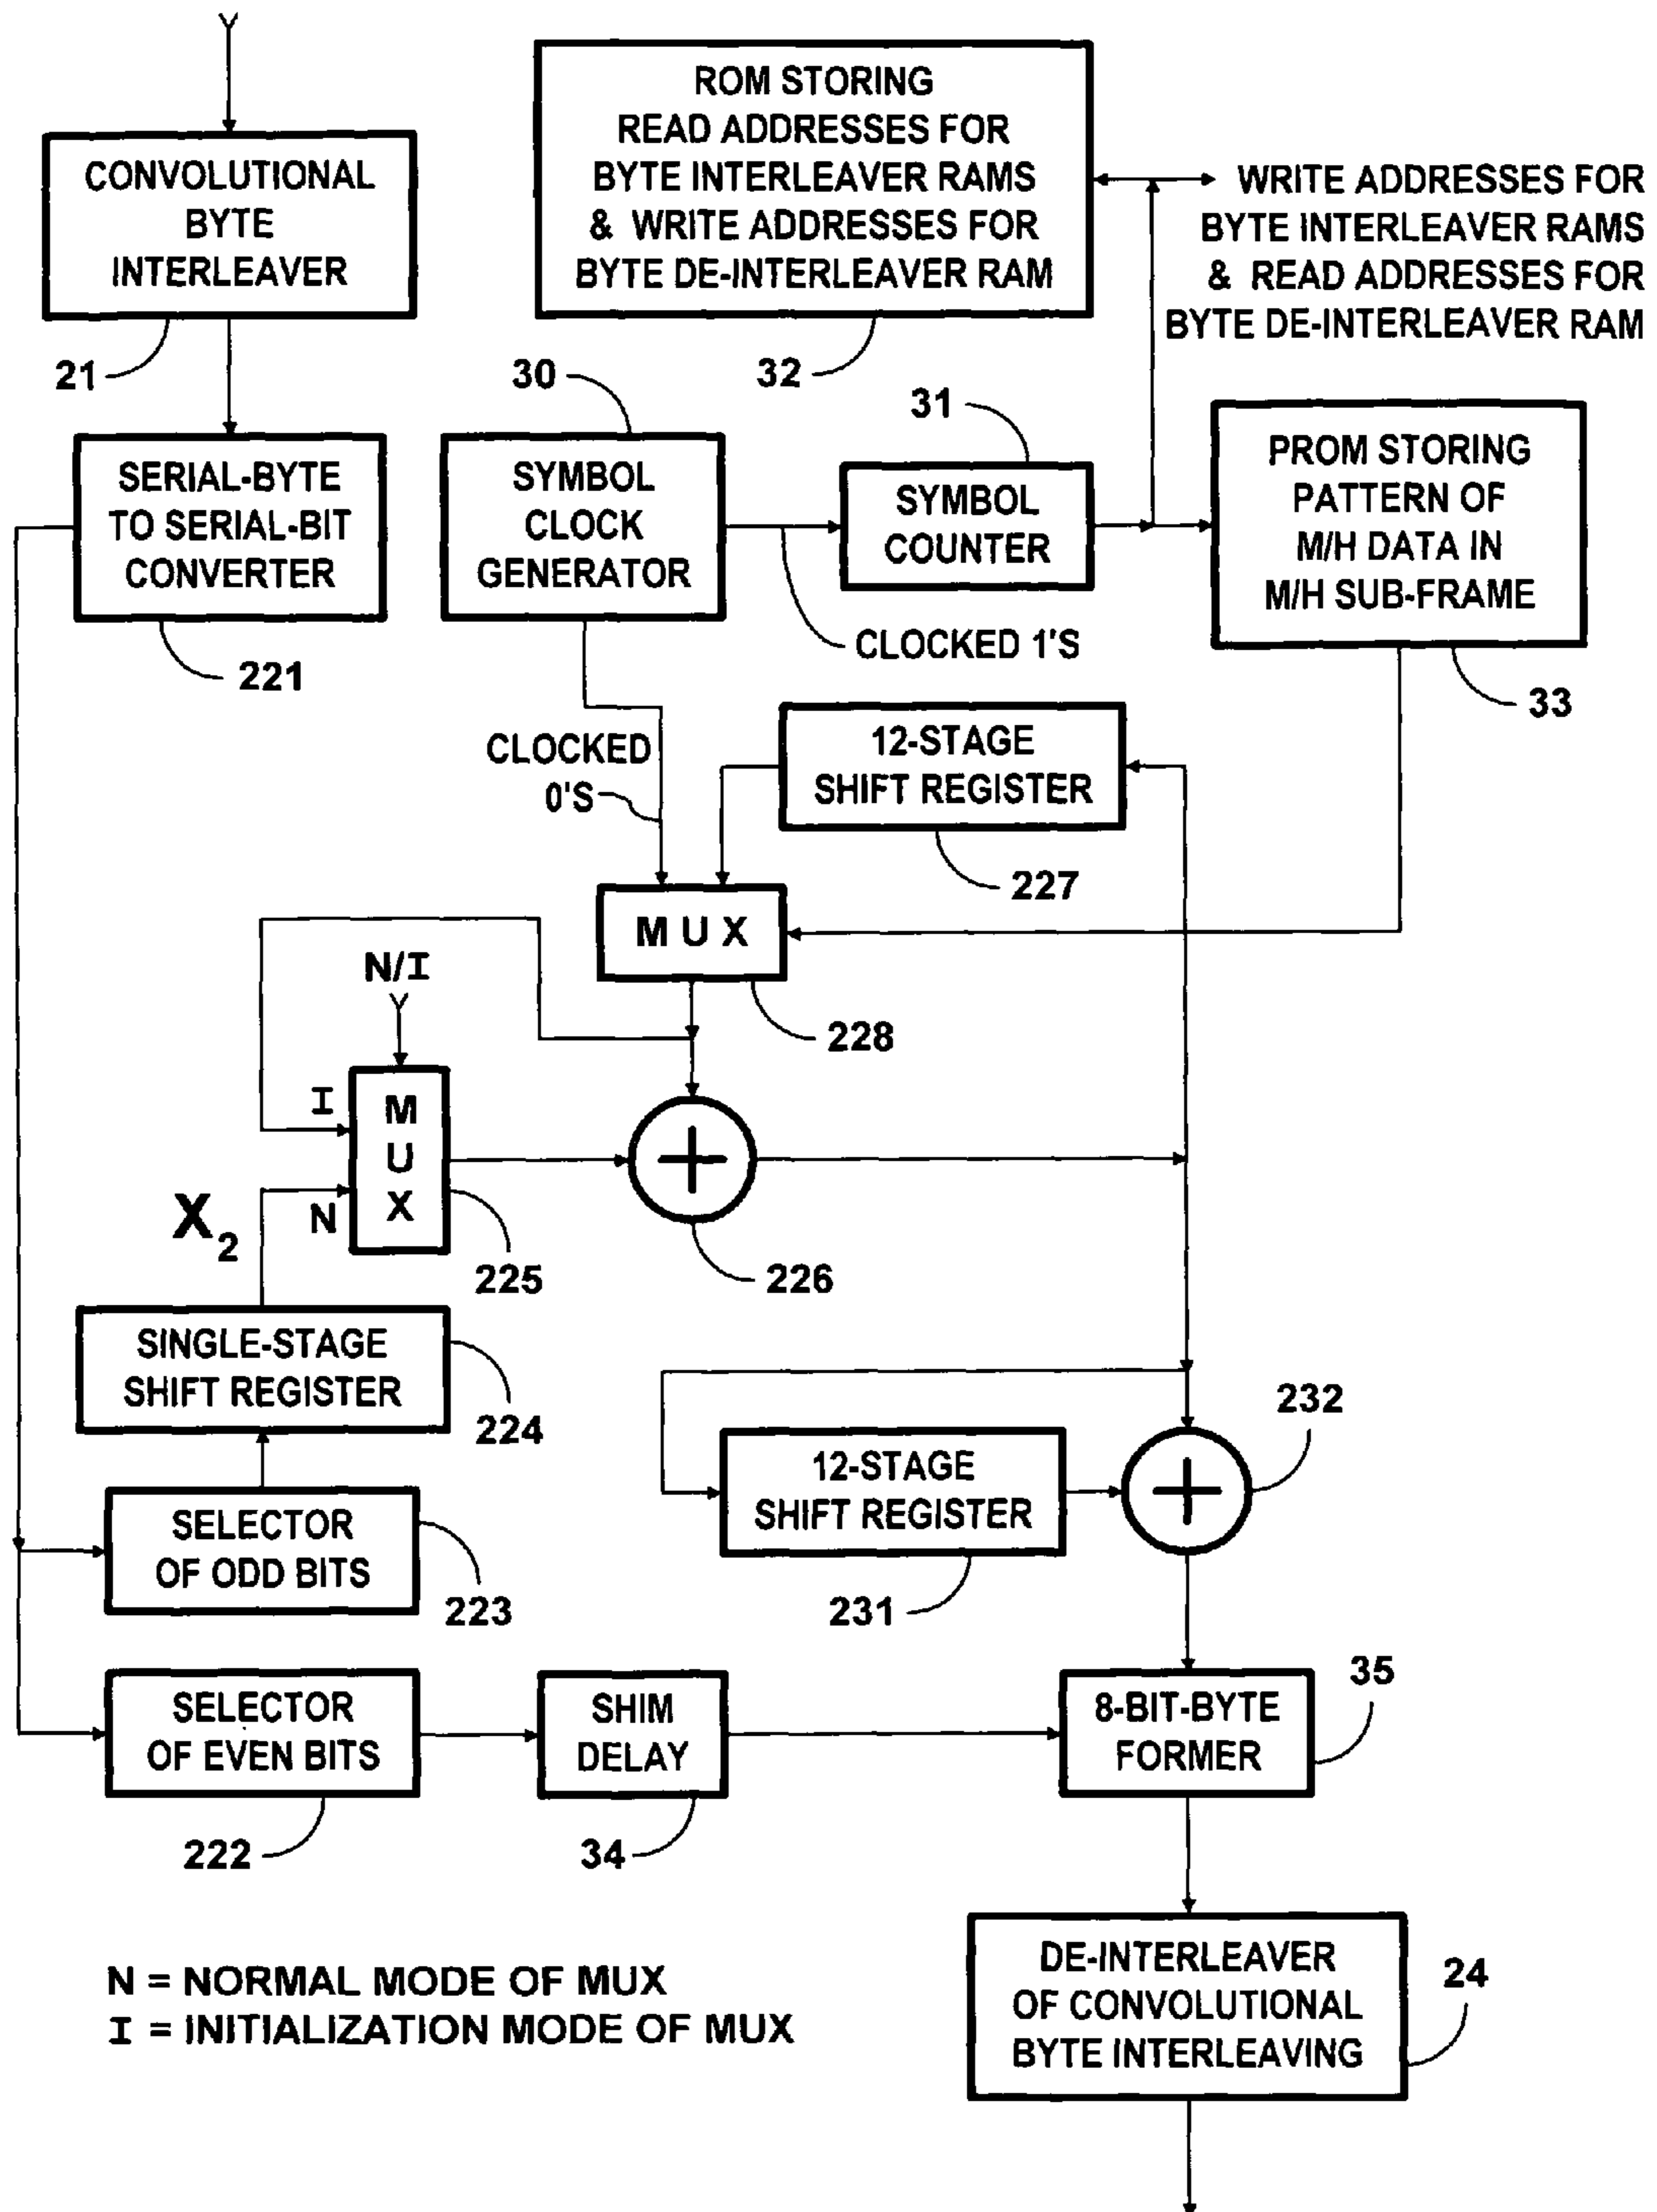 CONVOLUTIONAL
BYTE
INTERLEAVER
21
ROM STORING
READ ADDRESSES FOR
BYTE INTERLEAVER RAMS
& WRITE ADDRESSES FOR
BYTE DE-INTERLEAVER RAM
32
WRITE ADDRESSES FOR
BYTE INTERLEAVER RAMS
& READ ADDRESSES FOR
BYTE DE-INTERLEAVER RAM
SERIAL-BYTE
TO SERIAL-BIT
CONVERTER
221
30
SYMBOL
CLOCK
GENERATOR
31
SYMBOL
COUNTER
CLOCKED 1'S
PROM STORING
PATTERN OF
M/H DATA IN
M/H SUB-FRAME
33
CLOCKED
0'S
12-STAGE
SHIFT REGISTER
227
MUX
228
N/I
I
N
M
U
X
225
X2
226
SINGLE-STAGE
SHIFT REGISTER
224
SELECTOR
OF ODD BITS
223
12-STAGE
SHIFT REGISTER
231
232
SELECTOR
OF EVEN BITS
222
SHIM
DELAY
34
8-BIT-BYTE
FORMER
35
N = NORMAL MODE OF MUX
I = INITIALIZATION MODE OF MUX
DE-INTERLEAVER
OF CONVOLUTIONAL
BYTE INTERLEAVING
24